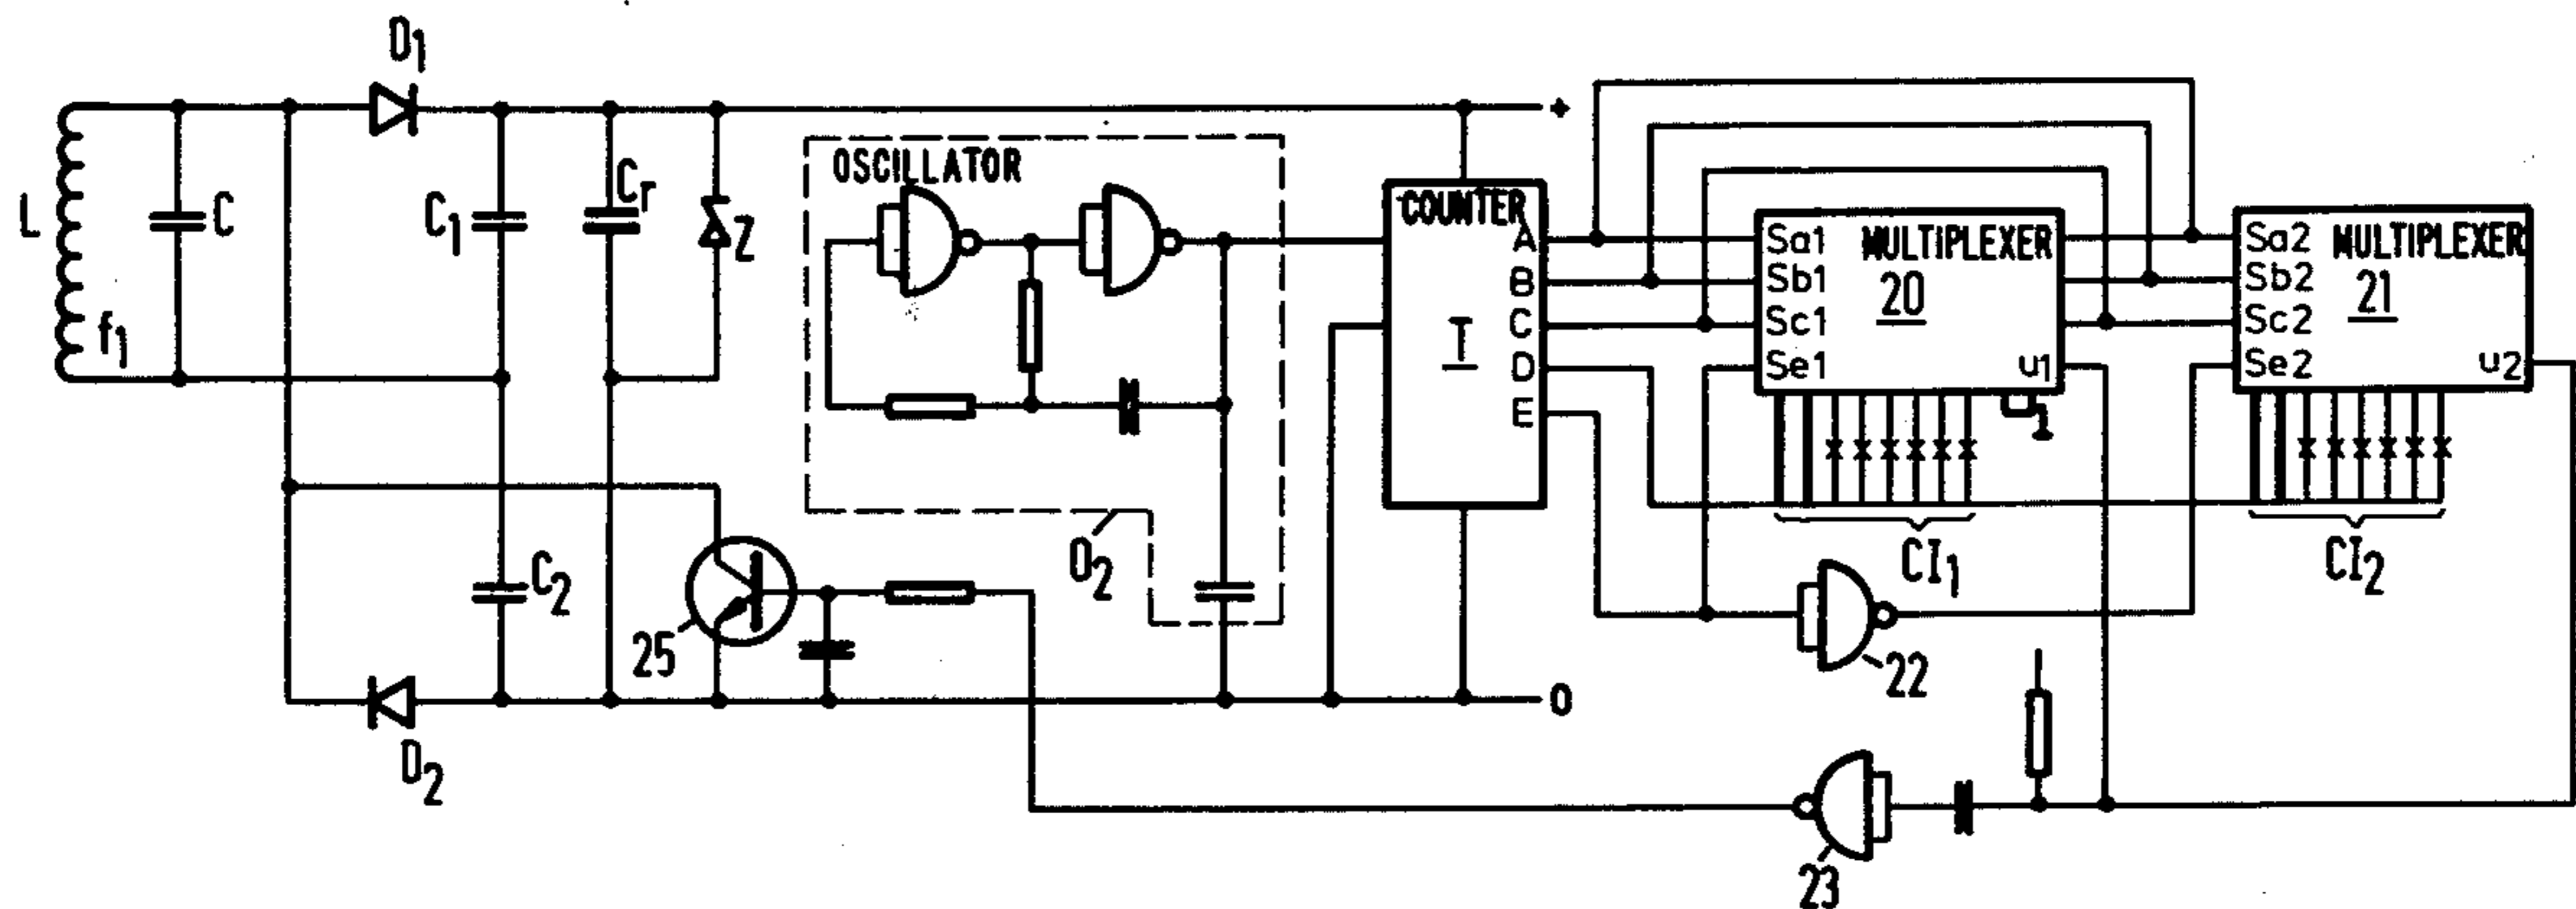 D1
L
C
f1
C1
Cr
Z
OSCILLATOR
+
COUNTER
A
B
C
D
E
T
Sa1
Sb1
Sc1
Se1
MULTIPLEXER
20
u1
1
Sa2
Sb2
Sc2
Se2
MULTIPLEXER
21
u2
CI1
CI2
C2
25
O2
22
D2
0
23